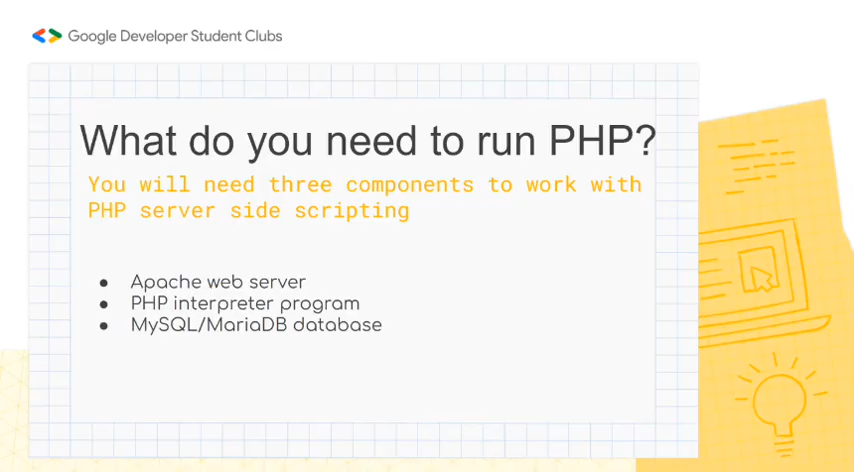 Google Developer Student Clubs
What do you need to run PHP?
You will need three components to work with
PHP server side scripting
● Apache web server
● PHP interpreter program
● MySQL/MariaDB database